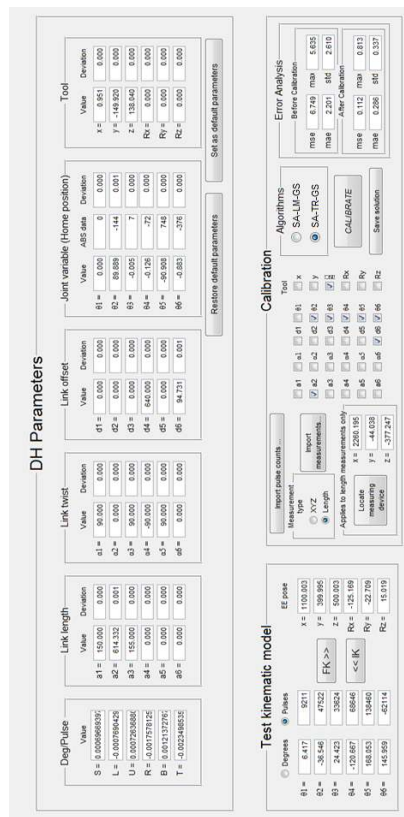 DH Parameters
Deg/Pulse
Value
S = 0.00069689397
L = -0.0007690429
U = 0.0007263688
R = -0.0017578125
B = 0.0012137276
T = -0.0023498535
Link length
Value Deviation
a1 = 150.000 0.000
a2 = 614.332 0.001
a3 = 155.000 0.000
a4 = 0.000 0.000
a5 = 0.000 0.000
a6 = 0.000 0.000
Link twist
Value Deviation
α1 = 90.000 0.000
α2 = 0.000 0.000
α3 = 90.000 0.000
α4 = -90.000 0.000
α5 = 90.000 0.000
α6 = 0.000 0.000
Link offset
Value Deviation
d1 = 0.000 0.000
d2 = 0.000 0.000
d3 = 0.000 0.000
d4 = 640.000 0.000
d5 = 0.000 0.000
d6 = 94.731 0.001
Joint variable (Home position)
Value ABS data Deviation
θ1 = 0.000 0 0.000
θ2 = 89.889 -144 0.001
θ3 = -0.005 7 0.000
θ4 = -0.126 -72 0.000
θ5 = -90.908 748 0.000
θ6 = -0.883 -376 0.000
Tool
Value Deviation
x = 0.951 0.000
y = -149.920 0.000
z = 138.040 0.000
Rx = 0.000 0.000
Ry = 0.000 0.000
Rz = 0.000 0.000
Restore default parameters
Set as default parameters
Test kinematic model
Degrees Pulses
EE pose
θ1 = 6.417 9211
θ2 = -36.546 47522
θ3 = 24.423 33624
θ4 = -120.667 68646
θ5 = 168.053 138460
θ6 = 145.959 -62114
FK >>
<< IK
x = 1100.003
y = 399.995
z = 500.003
Rx = -125.169
Ry = -22.709
Rz = 15.019
Calibration
Import pulse counts ...
Measurement type
XYZ
Length
Import measurements...
Applies to length measurements only
Locate measuring device
x = 2260.195
y = -44.038
z = -377.247
Tool
a1 α1 d1 θ1 x
a2 α2 d2 θ2 y
a3 α3 d3 θ3
a4 α4 d4 θ4 Rx
a5 α5 d5 θ5 Ry
a6 α6 d6 θ6 Rz
Algorithms
SA-LM-GS
SA-TR-GS
CALIBRATE
Save solution
Error Analysis
Before Calibration
mse 6.749 max 5.635
mae 2.201 std 2.610
After Calibration
mse 0.112 max 0.813
mae 0.286 std 0.337